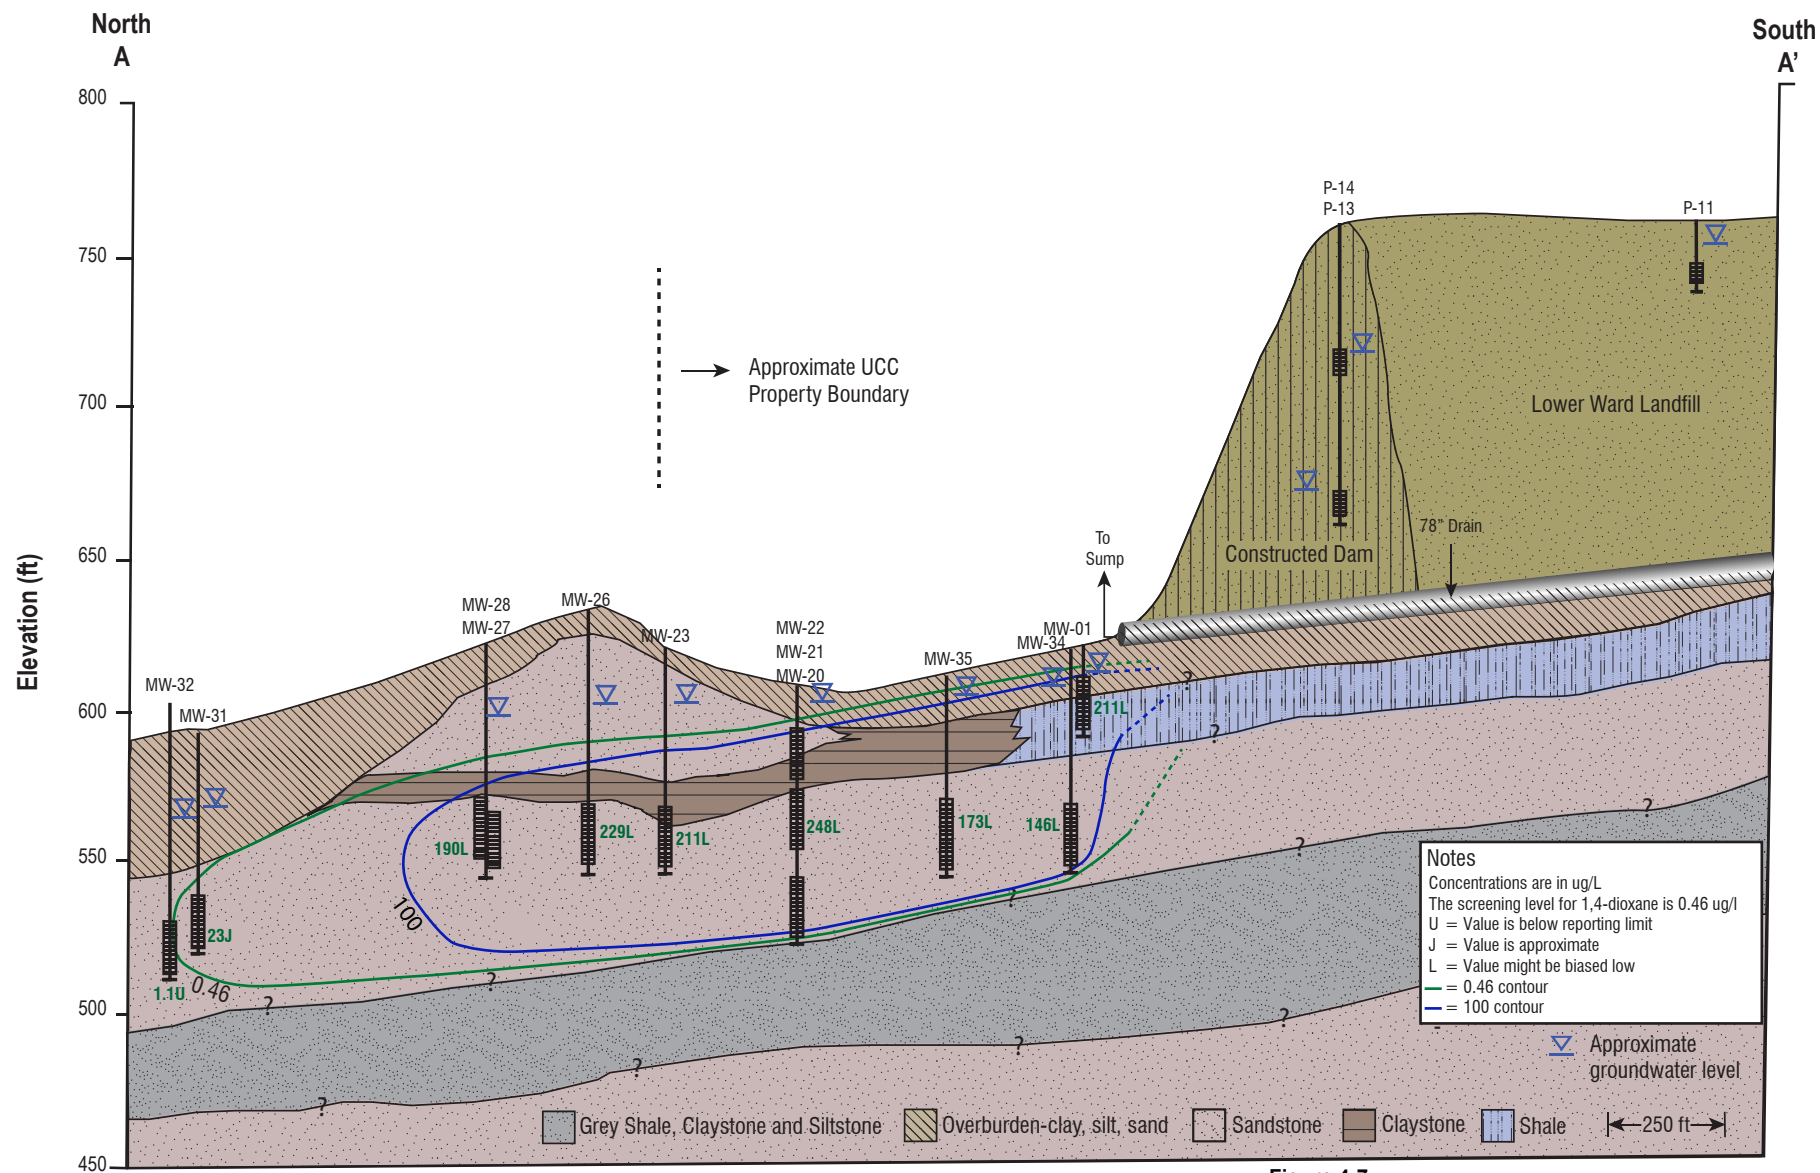 North
A
South
A’
800
750
700
650
600
550
500
450
Elevation (ft)
Approximate UCC
Property Boundary
P-14
P-13
P-11
Lower Ward Landfill
78” Drain
Constructed Dam
To
Sump
MW-28
MW-27
MW-26
MW-23
MW-22
MW-21
MW-20
MW-35
MW-34
MW-01
MW-32
MW-31
190L
229L
211L
248L
173L
146L
211L
23J
1.1U
0.46
100
?
?
?
?
?
?
?
?
?
?
?
?
Notes
Concentrations are in ug/L
The screening level for 1,4-dioxane is 0.46 ug/l
U = Value is below reporting limit
J = Value is approximate
L = Value might be biased low
= 0.46 contour
= 100 contour
Approximate
groundwater level
Grey Shale, Claystone and Siltstone
Overburden-clay, silt, sand
Sandstone
Claystone
Shale
250 ft